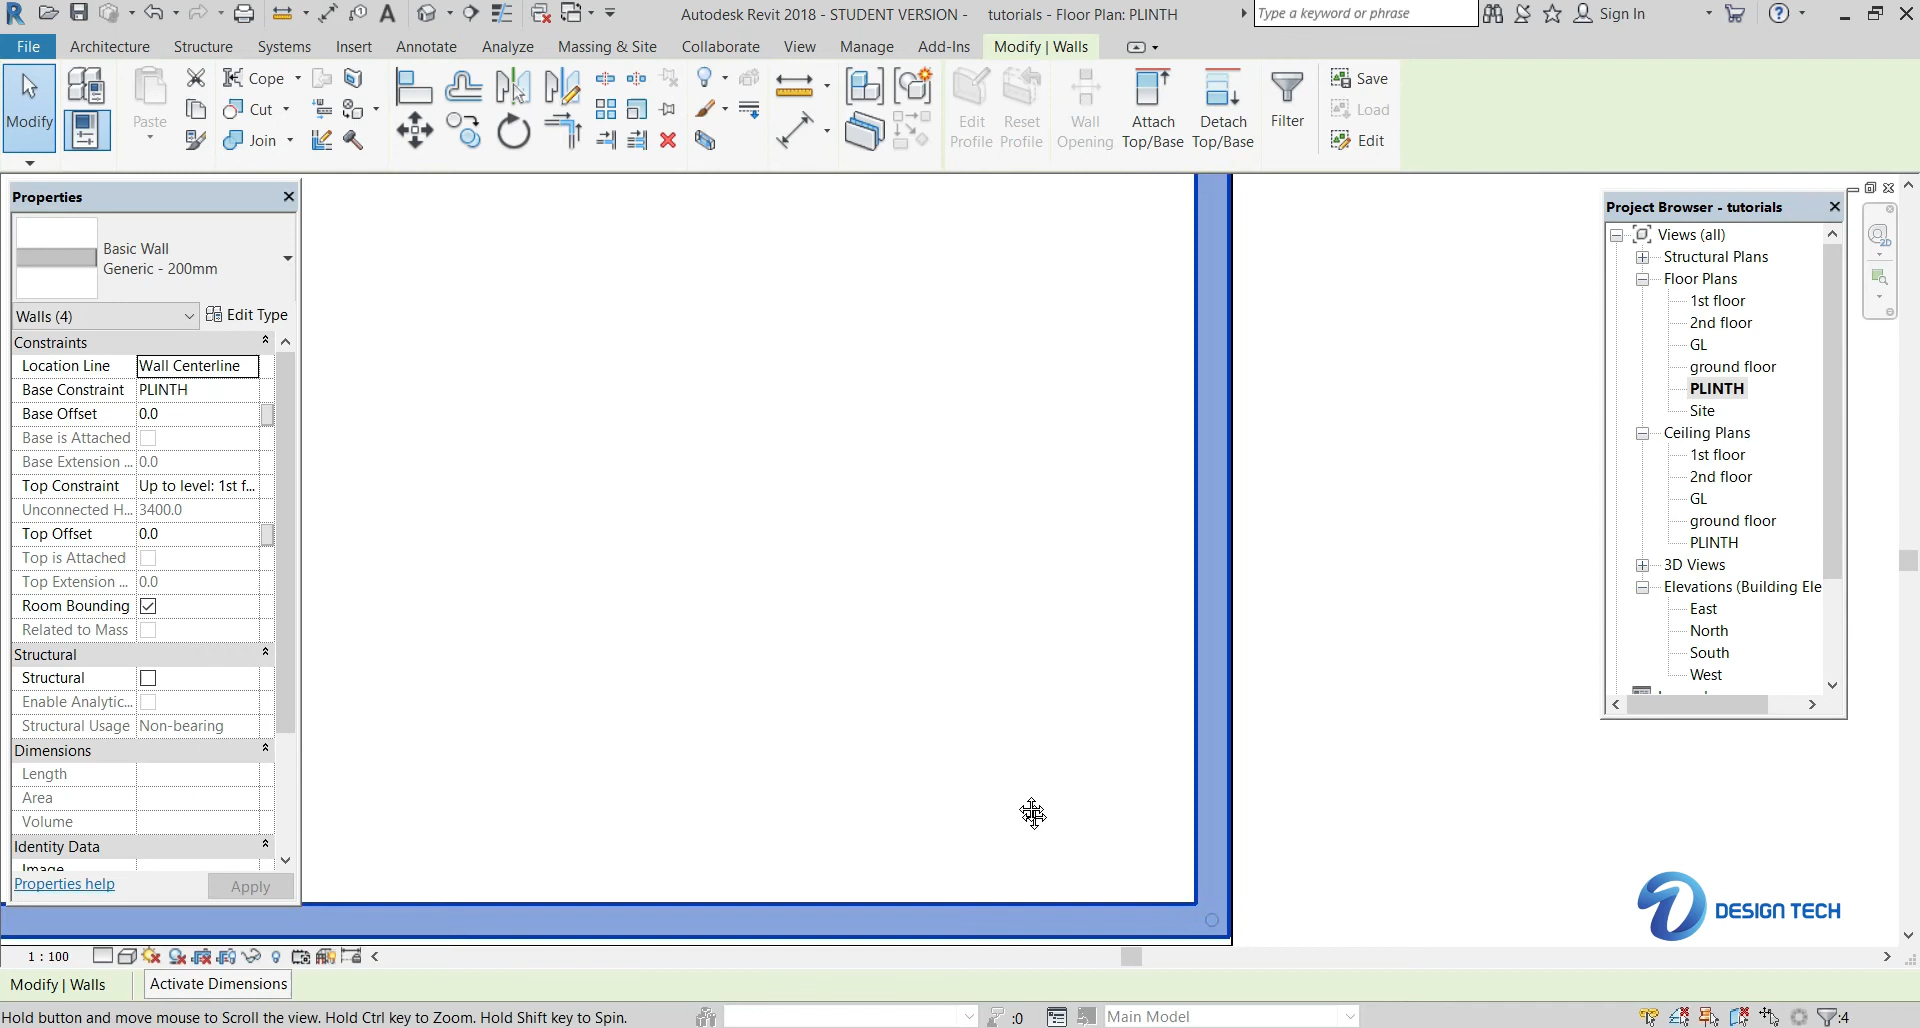 Autodesk Revit 2018 - STUDENT VERSION - tutorials - Floor Plan: PLINTH
Type a keyword or phrase
Sign In
File Architecture Structure Systems Insert Annotate Analyze Massing & Site Collaborate View Manage Add-Ins Modify | Walls
Modify
Paste
Cope
Cut
Join
Edit Profile
Reset Profile
Wall Opening
Attach Top/Base
Detach Top/Base
Filter
Save
Load
Edit
Properties
Basic Wall
Generic - 200mm
Walls (4) Edit Type
Constraints
Location Line Wall Centerline
Base Constraint PLINTH
Base Offset 0.0
Base is Attached
Base Extension ... 0.0
Top Constraint Up to level: 1st f...
Unconnected H... 3400.0
Top Offset 0.0
Top is Attached
Top Extension ... 0.0
Room Bounding
Related to Mass
Structural
Structural
Enable Analytic...
Structural Usage Non-bearing
Dimensions
Length
Area
Volume
Identity Data
Image
Properties help Apply
Project Browser - tutorials
Views (all)
Structural Plans
Floor Plans
1st floor
2nd floor
GL
ground floor
PLINTH
Site
Ceiling Plans
1st floor
2nd floor
GL
ground floor
PLINTH
3D Views
Elevations (Building Ele
East
North
South
West
2D
DESIGN TECH
1 : 100
Modify | Walls Activate Dimensions
Hold button and move mouse to Scroll the view. Hold Ctrl key to Zoom. Hold Shift key to Spin.
:0
Main Model
:4